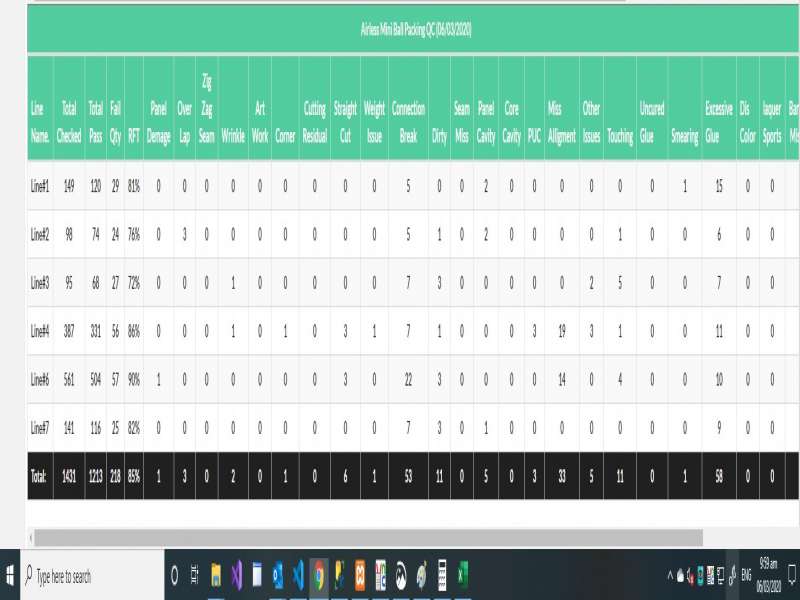 Airless Mini Ball Packing QC (06/03/2020)
Line Name. Total Checked Total Pass Fail Qty RFT Panel Demage Over Lap Zig Zag Seam Wrinkle Art Work Corner Cutting Residual Straight Cut Weight Issue Connection Break Dirty Seam Miss Panel Cavity Core Cavity PUC Miss Allignment Other Issues Touching Uncured Glue Smearing Excessive Glue Dis Color laquer Sports
Line#1 149 120 29 81% 0 0 0 0 0 0 0 0 0 5 0 0 2 0 0 0 0 0 0 1 15 0 0
Line#2 98 74 24 76% 0 3 0 0 0 0 0 0 0 5 1 0 2 0 0 0 0 1 0 0 6 0 0
Line#3 95 68 27 72% 0 0 0 1 0 0 0 0 0 7 3 0 0 0 0 0 2 5 0 0 7 0 0
Line#4 387 331 56 86% 0 0 0 1 0 1 0 3 1 7 1 0 0 0 3 19 3 1 0 0 11 0 0
Line#6 561 504 57 90% 1 0 0 0 0 0 0 3 0 22 3 0 0 0 0 14 0 4 0 0 10 0 0
Line#7 141 116 25 82% 0 0 0 0 0 0 0 0 0 7 3 0 1 0 0 0 0 0 0 0 9 0 0
Total: 1431 1213 218 85% 1 3 0 2 0 1 0 6 1 53 11 0 5 0 3 33 5 11 0 1 58 0 0
Type here to search
ENG
9:59 am
06/03/2020